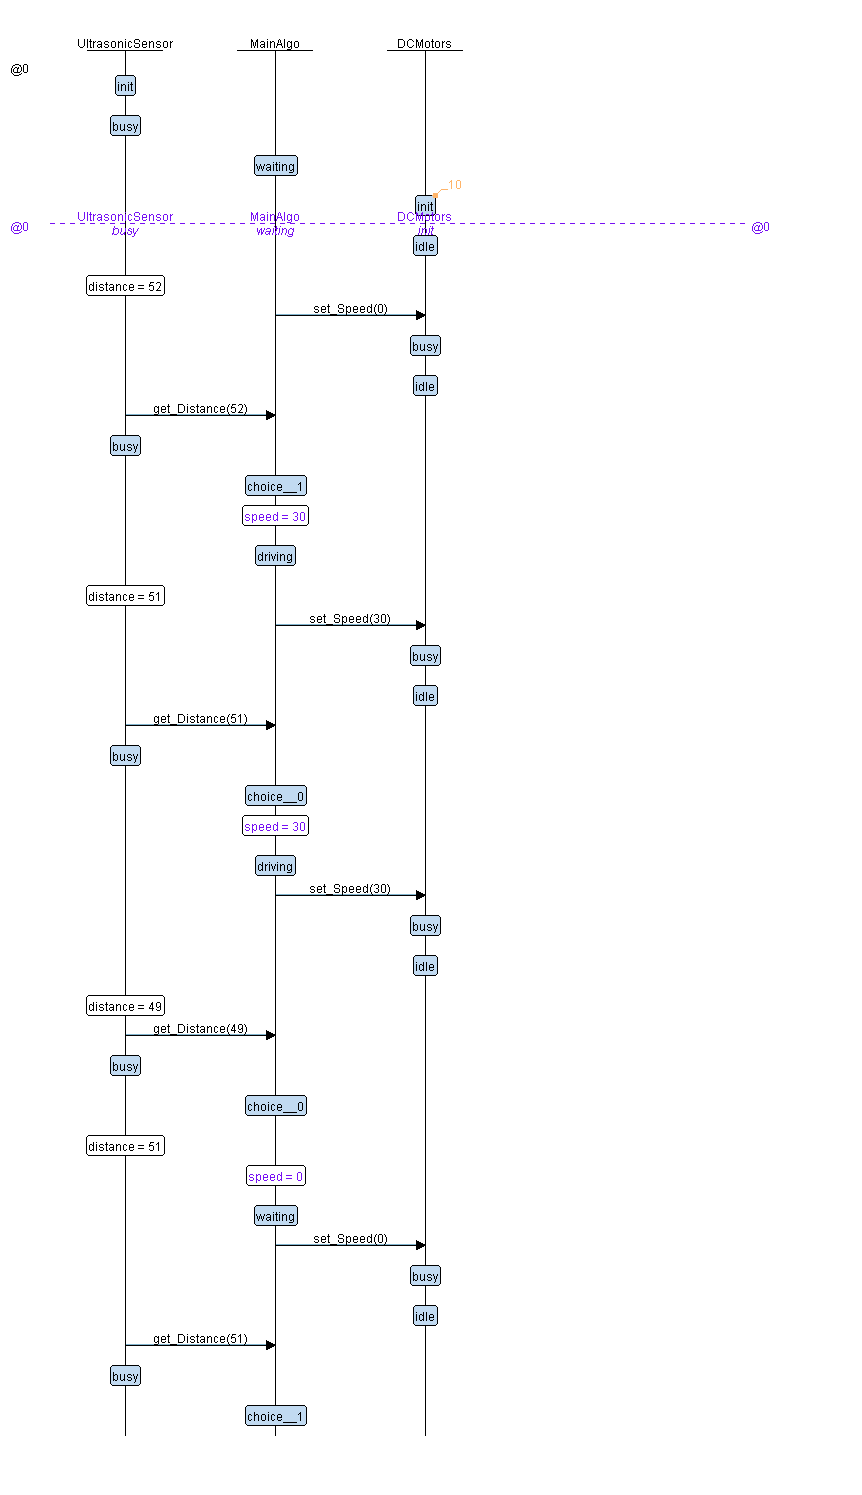 UltrasonicSensor MainAlgo DCMotors
@0
init
busy
waiting
10
init
UltrasonicSensor MainAlgo DCMotors
@0 busy waiting init @0
idle
distance = 52
set_Speed(0)
busy
idle
get_Distance(52)
busy
choice__1
speed = 30
driving
distance = 51
set_Speed(30)
busy
idle
get_Distance(51)
busy
choice__0
speed = 30
driving
set_Speed(30)
busy
idle
distance = 49
get_Distance(49)
busy
choice__0
distance = 51
speed = 0
waiting
set_Speed(0)
busy
idle
get_Distance(51)
busy
choice__1